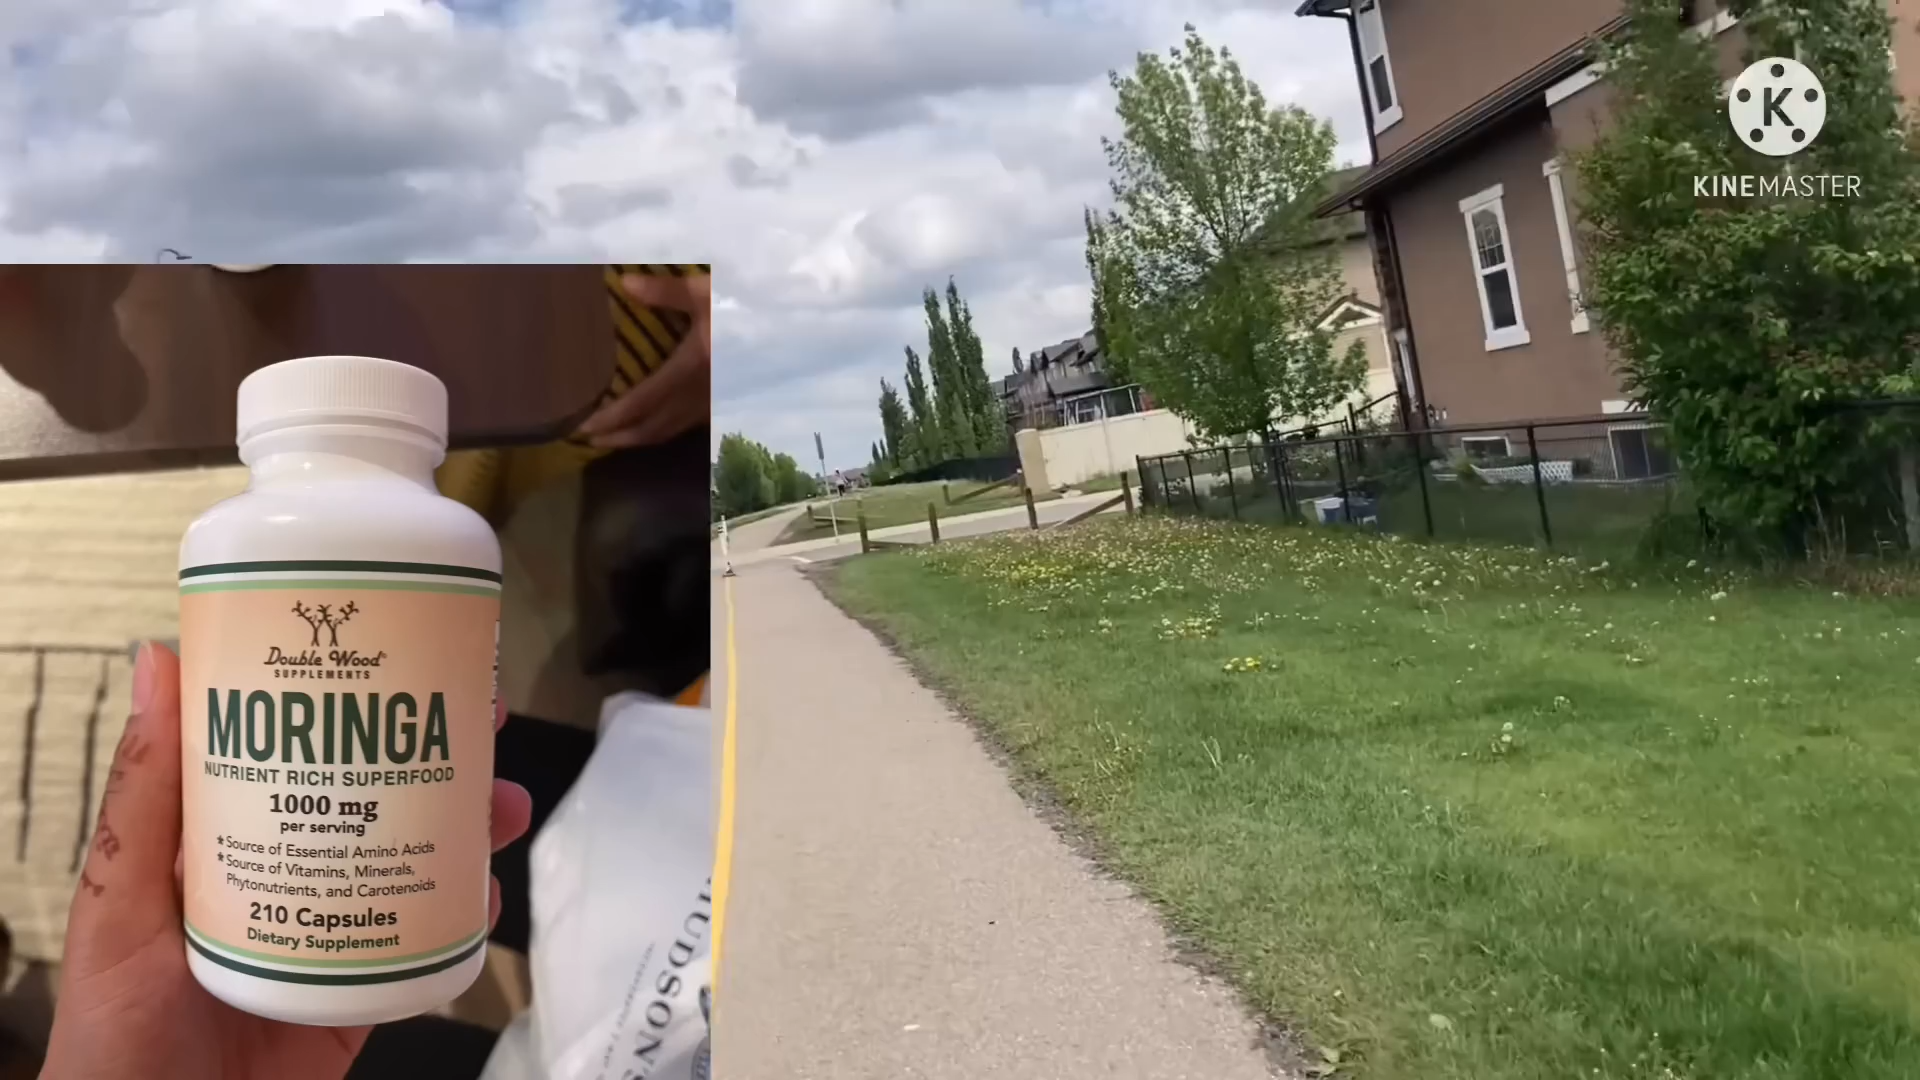 K
KINEMASTER
Double Wood
SUPPLEMENTS
MORINGA
NUTRIENT RICH SUPERFOOD
1000 mg
per serving
*Source of Essential Amino Acids
*Source of Vitamins, Minerals,
Phytonutrients, and Carotenoids
210 Capsules
Dietary Supplement
HUDSON'S